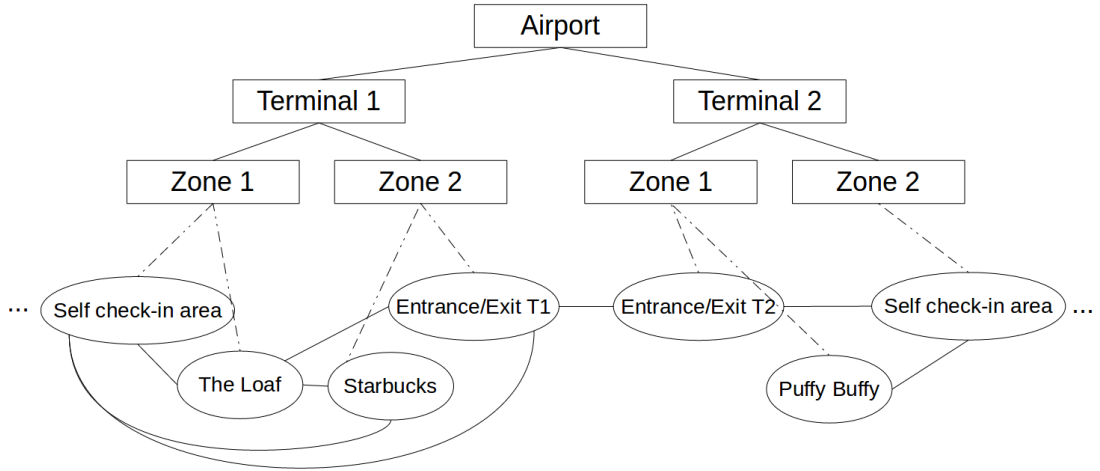 Airport
Terminal 1
Terminal 2
Zone 1
Zone 2
Zone 1
Zone 2
...
Self check-in area
Entrance/Exit T1
Entrance/Exit T2
Self check-in area
...
The Loaf
Starbucks
Puffy Buffy